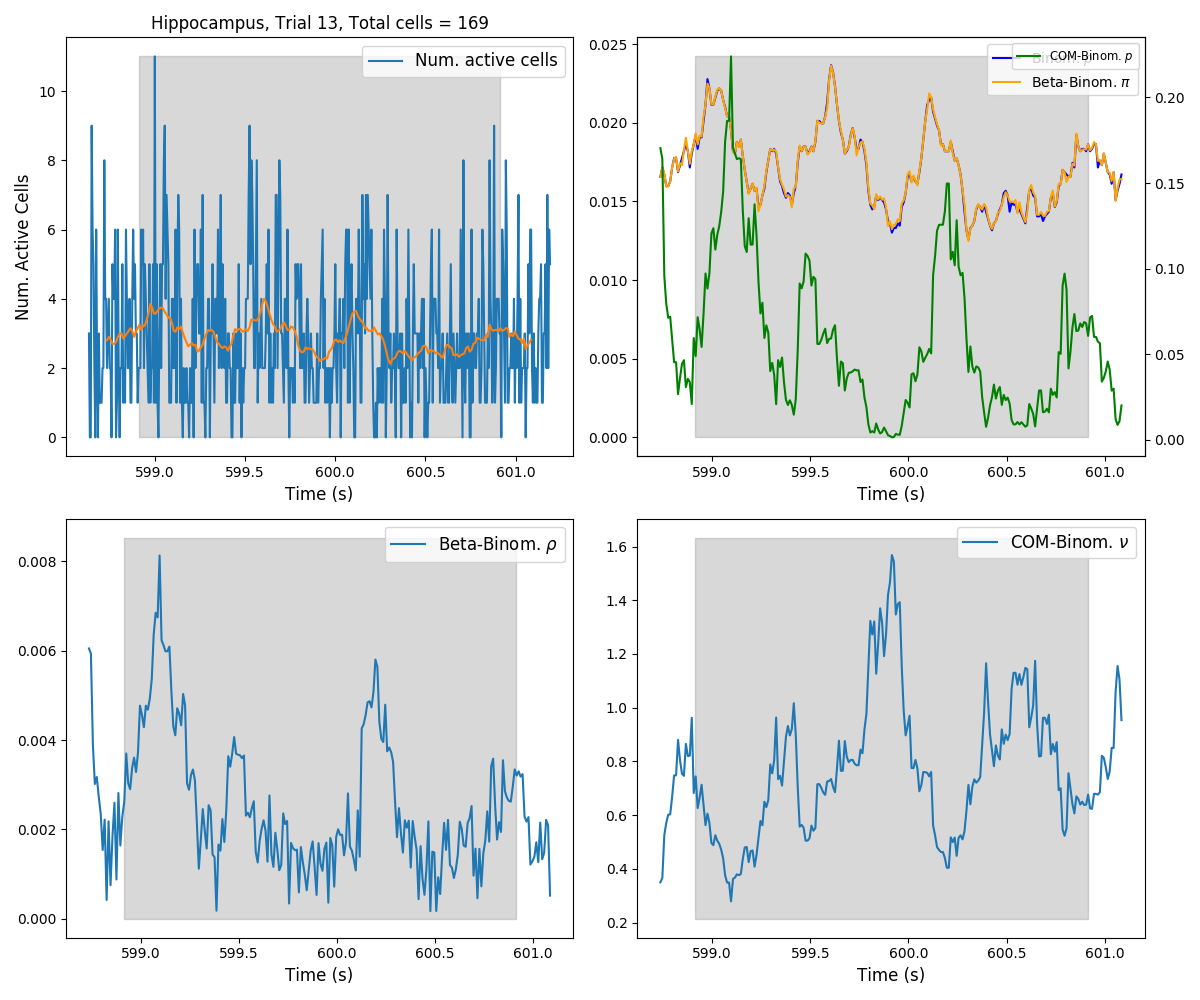 Hippocampus, Trial 13, Total cells = 169
Num. active cells
Num. Active Cells
10
8
6
4
2
0
599.0 599.5 600.0 600.5 601.0
Time (s)
COM-Binom. p
Binom. p
Beta-Binom. π
0.025
0.020
0.015
0.010
0.005
0.000
0.20
0.15
0.10
0.05
0.00
599.0 599.5 600.0 600.5 601.0
Time (s)
Beta-Binom. ρ
0.008
0.006
0.004
0.002
0.000
599.0 599.5 600.0 600.5 601.0
Time (s)
COM-Binom. ν
1.6
1.4
1.2
1.0
0.8
0.6
0.4
0.2
599.0 599.5 600.0 600.5 601.0
Time (s)